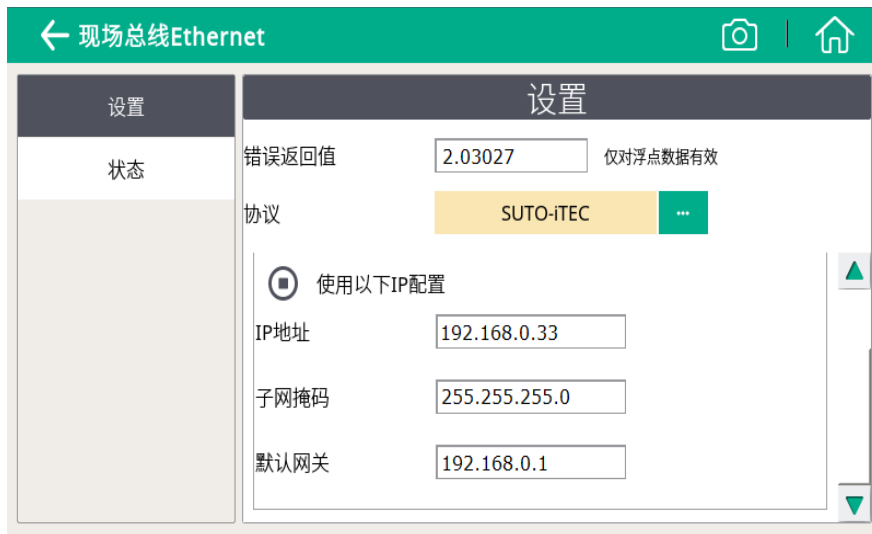 现场总线Ethernet
设置
状态
设置
错误返回值 2.03027 仅对浮点数据有效
协议 SUTO-iTEC ...
使用以下IP配置
IP地址 192.168.0.33
子网掩码 255.255.255.0
默认网关 192.168.0.1